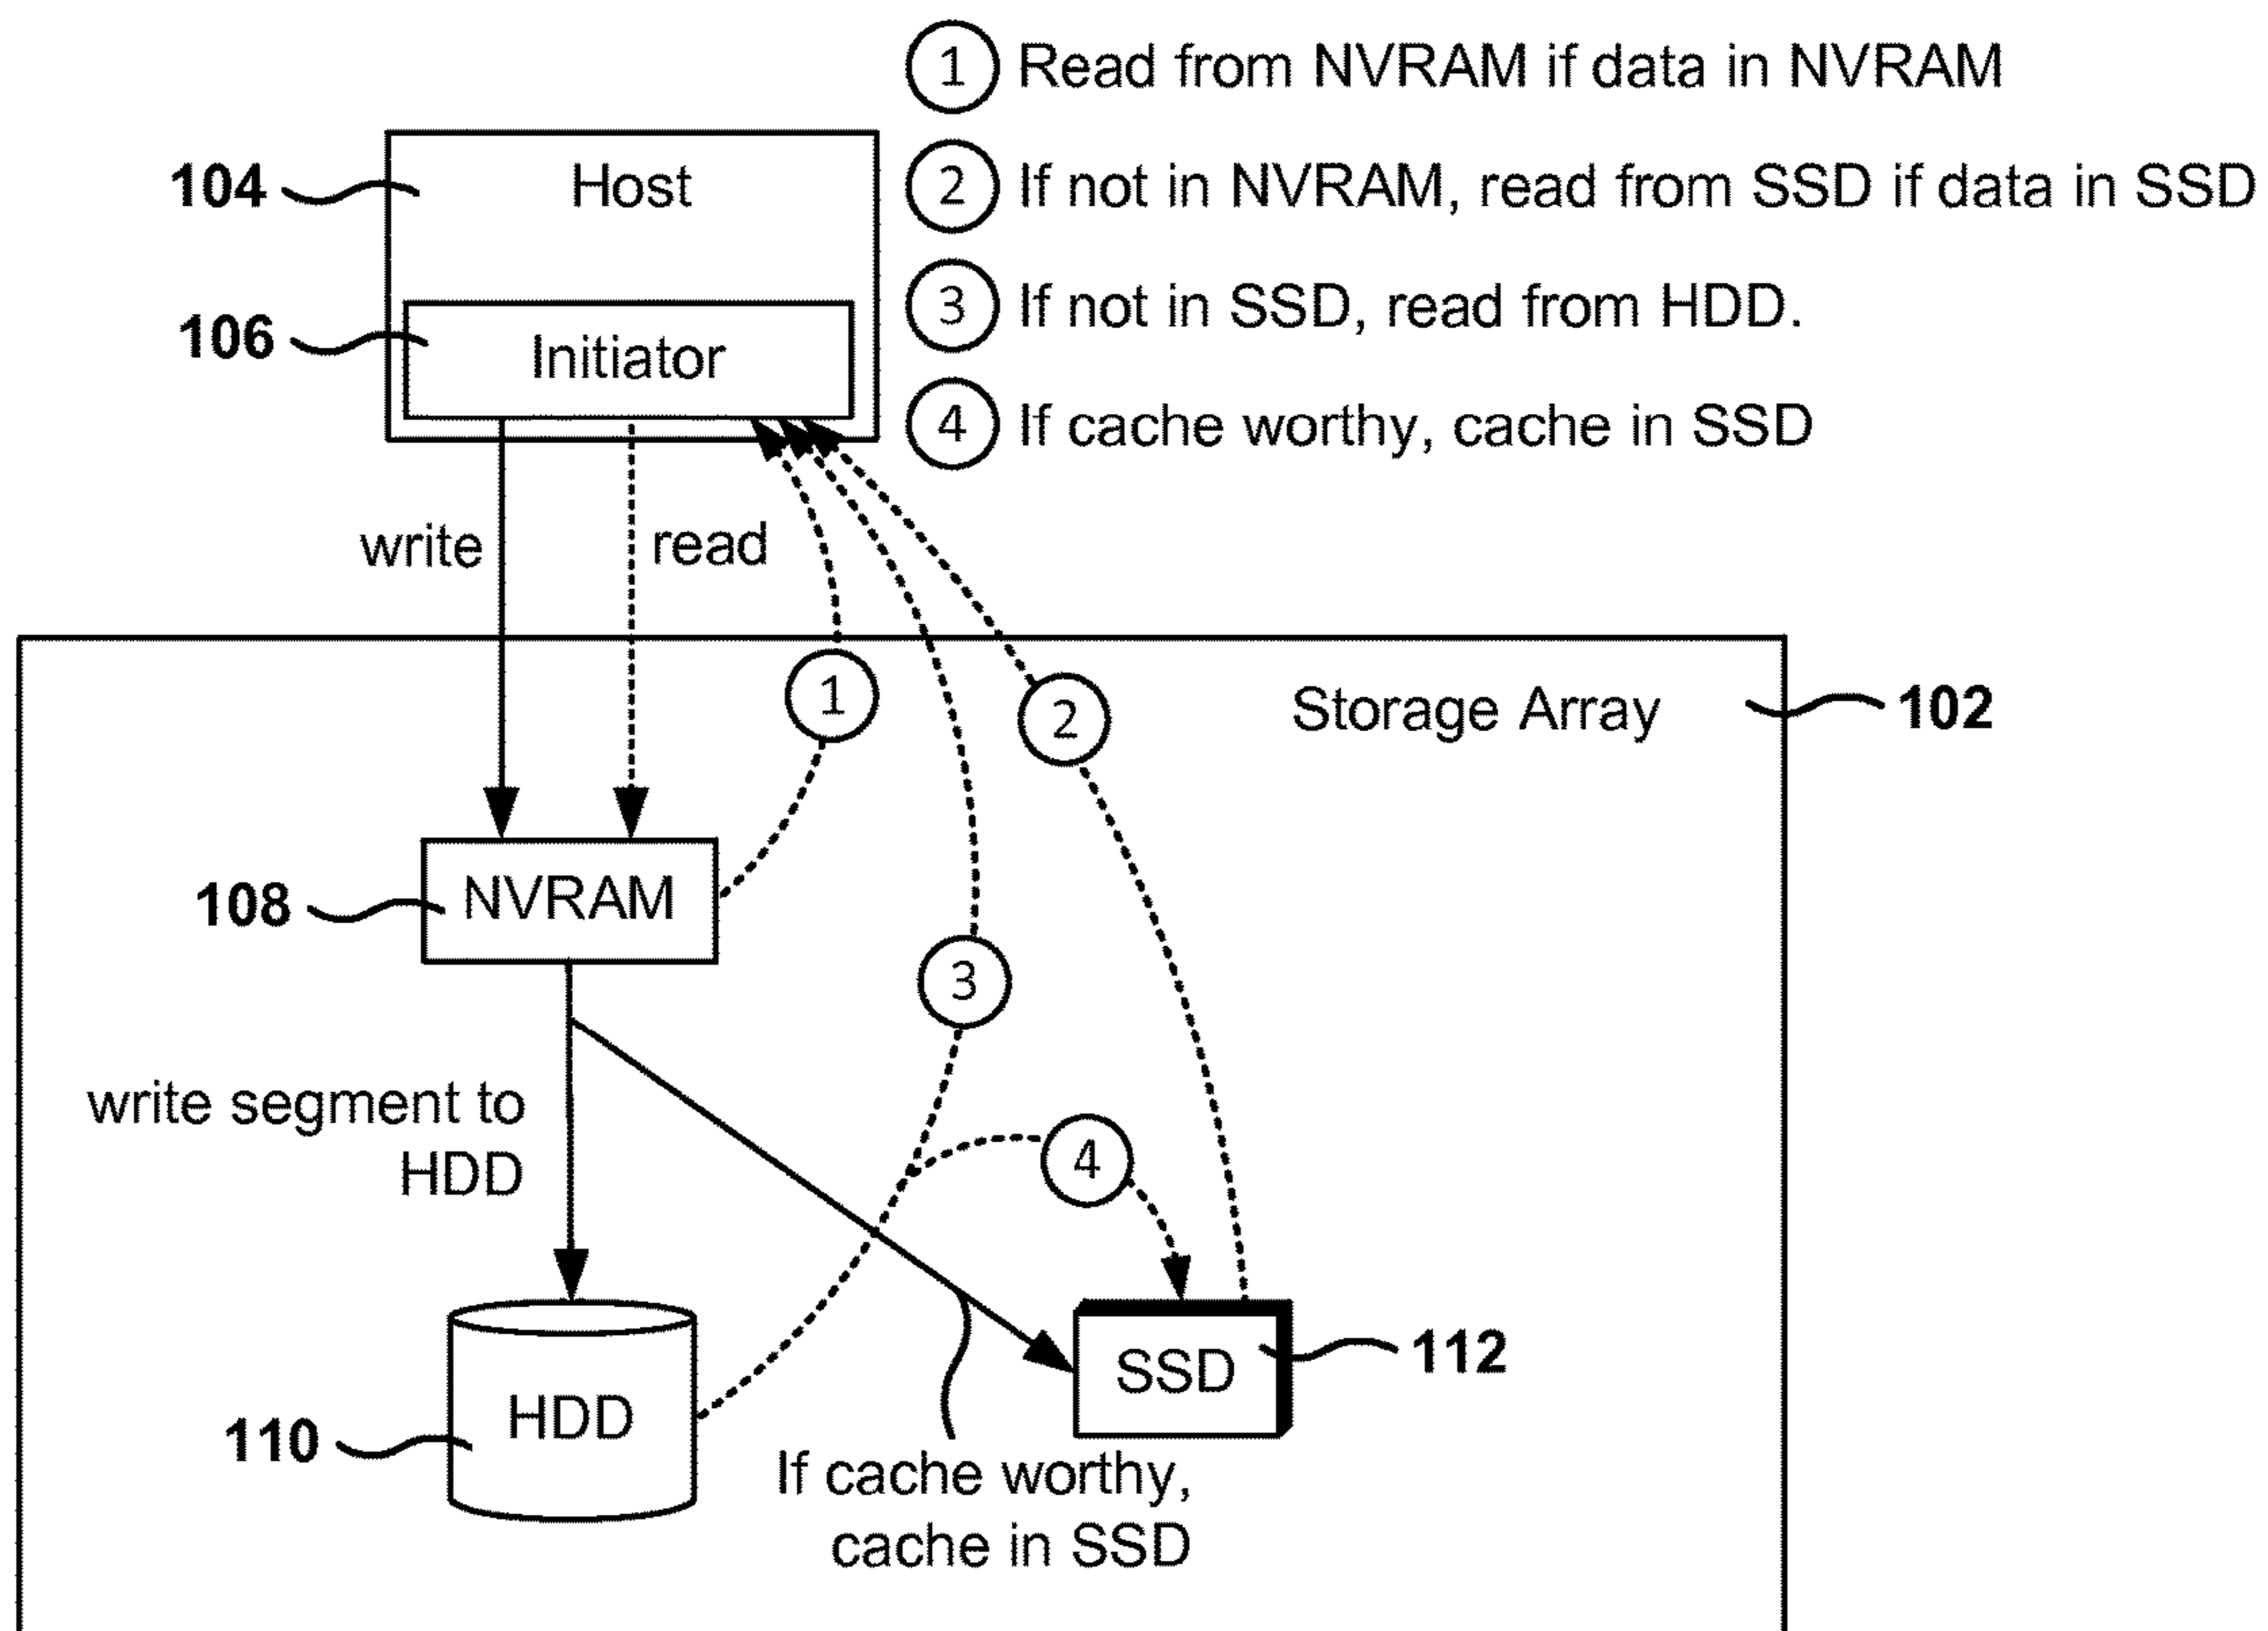 ① Read from NVRAM if data in NVRAM
② If not in NVRAM, read from SSD if data in SSD
③ If not in SSD, read from HDD.
④ If cache worthy, cache in SSD
104
Host
106
Initiator
write
read
1
2
Storage Array
102
108
NVRAM
3
write segment to
HDD
4
110
HDD
SSD
112
If cache worthy,
cache in SSD